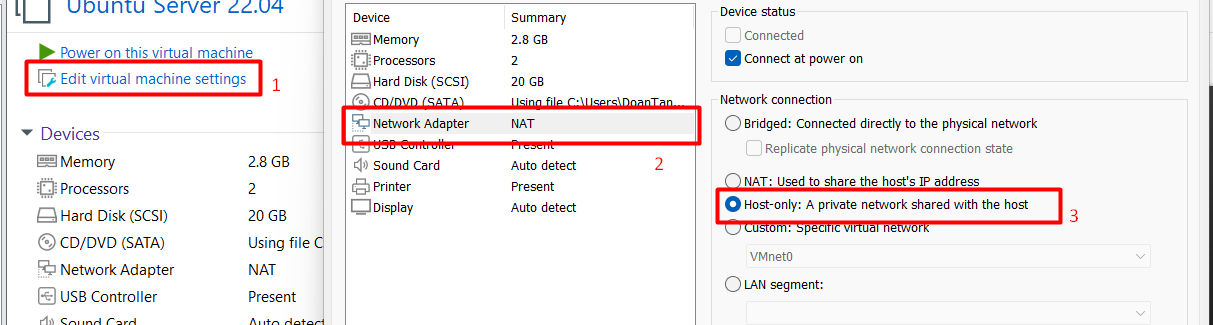 Ubuntu Server 22.04
Power on this virtual machine
Edit virtual machine settings
1
Devices
Memory 2.8 GB
Processors 2
Hard Disk (SCSI) 20 GB
CD/DVD (SATA) Using file C
Network Adapter NAT
USB Controller Present
Sound Card Auto detec
Device Summary
Memory 2.8 GB
Processors 2
Hard Disk (SCSI) 20 GB
CD/DVD (SATA) Using file C:\Users\DoanTan...
Network Adapter NAT
USB Controller Present
2
Sound Card Auto detect
Printer Present
Display Auto detect
Device status
Connected
Connect at power on
Network connection
Bridged: Connected directly to the physical network
Replicate physical network connection state
NAT: Used to share the host's IP address
Host-only: A private network shared with the host
3
Custom: Specific virtual network
VMnet0
LAN segment: